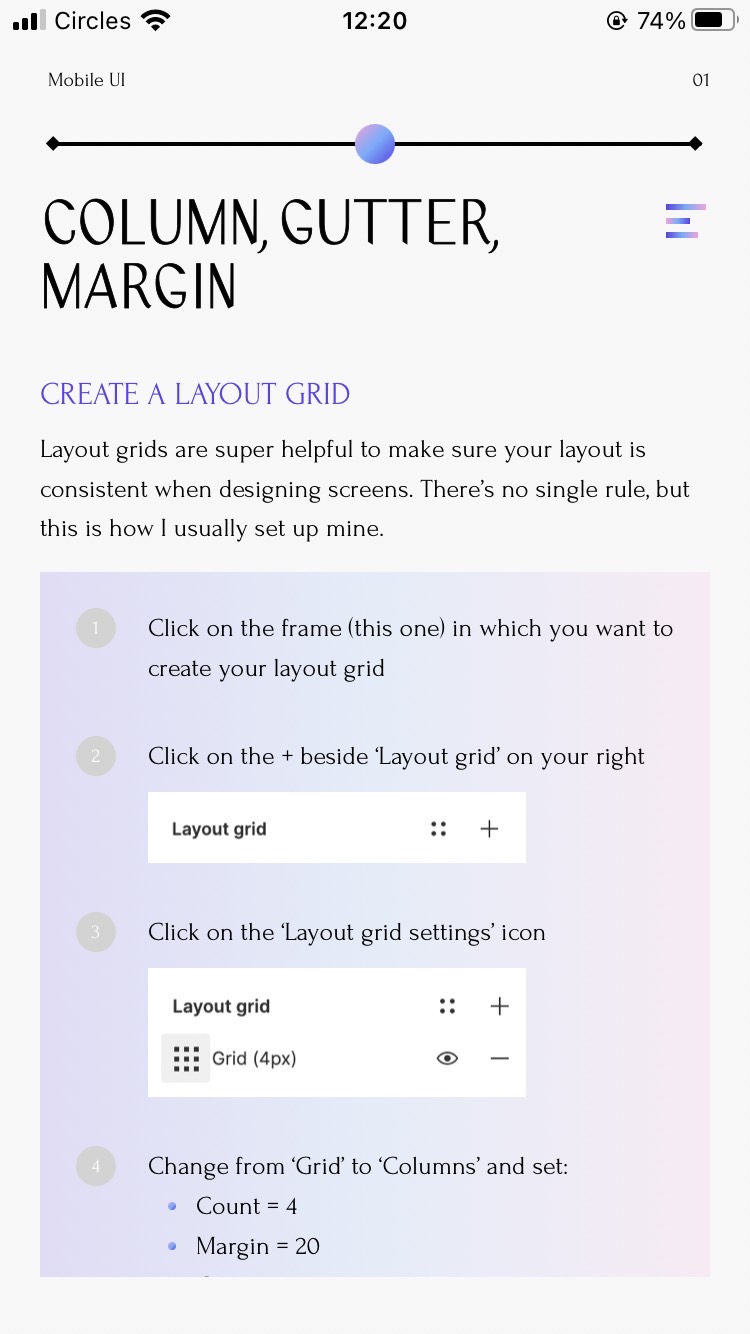 Circles 12:20 74%
Mobile UI 01
COLUMN, GUTTER,
MARGIN
CREATE A LAYOUT GRID
Layout grids are super helpful to make sure your layout is
consistent when designing screens. There’s no single rule, but
this is how I usually set up mine.
1 Click on the frame (this one) in which you want to
create your layout grid
2 Click on the + beside ‘Layout grid’ on your right
Layout grid
3 Click on the ‘Layout grid settings’ icon
Layout grid
Grid (4px)
4 Change from ‘Grid’ to ‘Columns’ and set:
Count = 4
Margin = 20